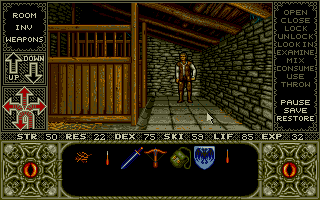 ROOM
INV
WEAPONS
UP
DOWN
OPEN
CLOSE
LOCK
UNLOCK
LOOK IN
EXAMINE
MIX
CONSUME
USE
THROW
PAUSE
SAVE
RESTORE
STR 50 RES 22 DEX 75 SKI 59 LIF 85 EXP 32